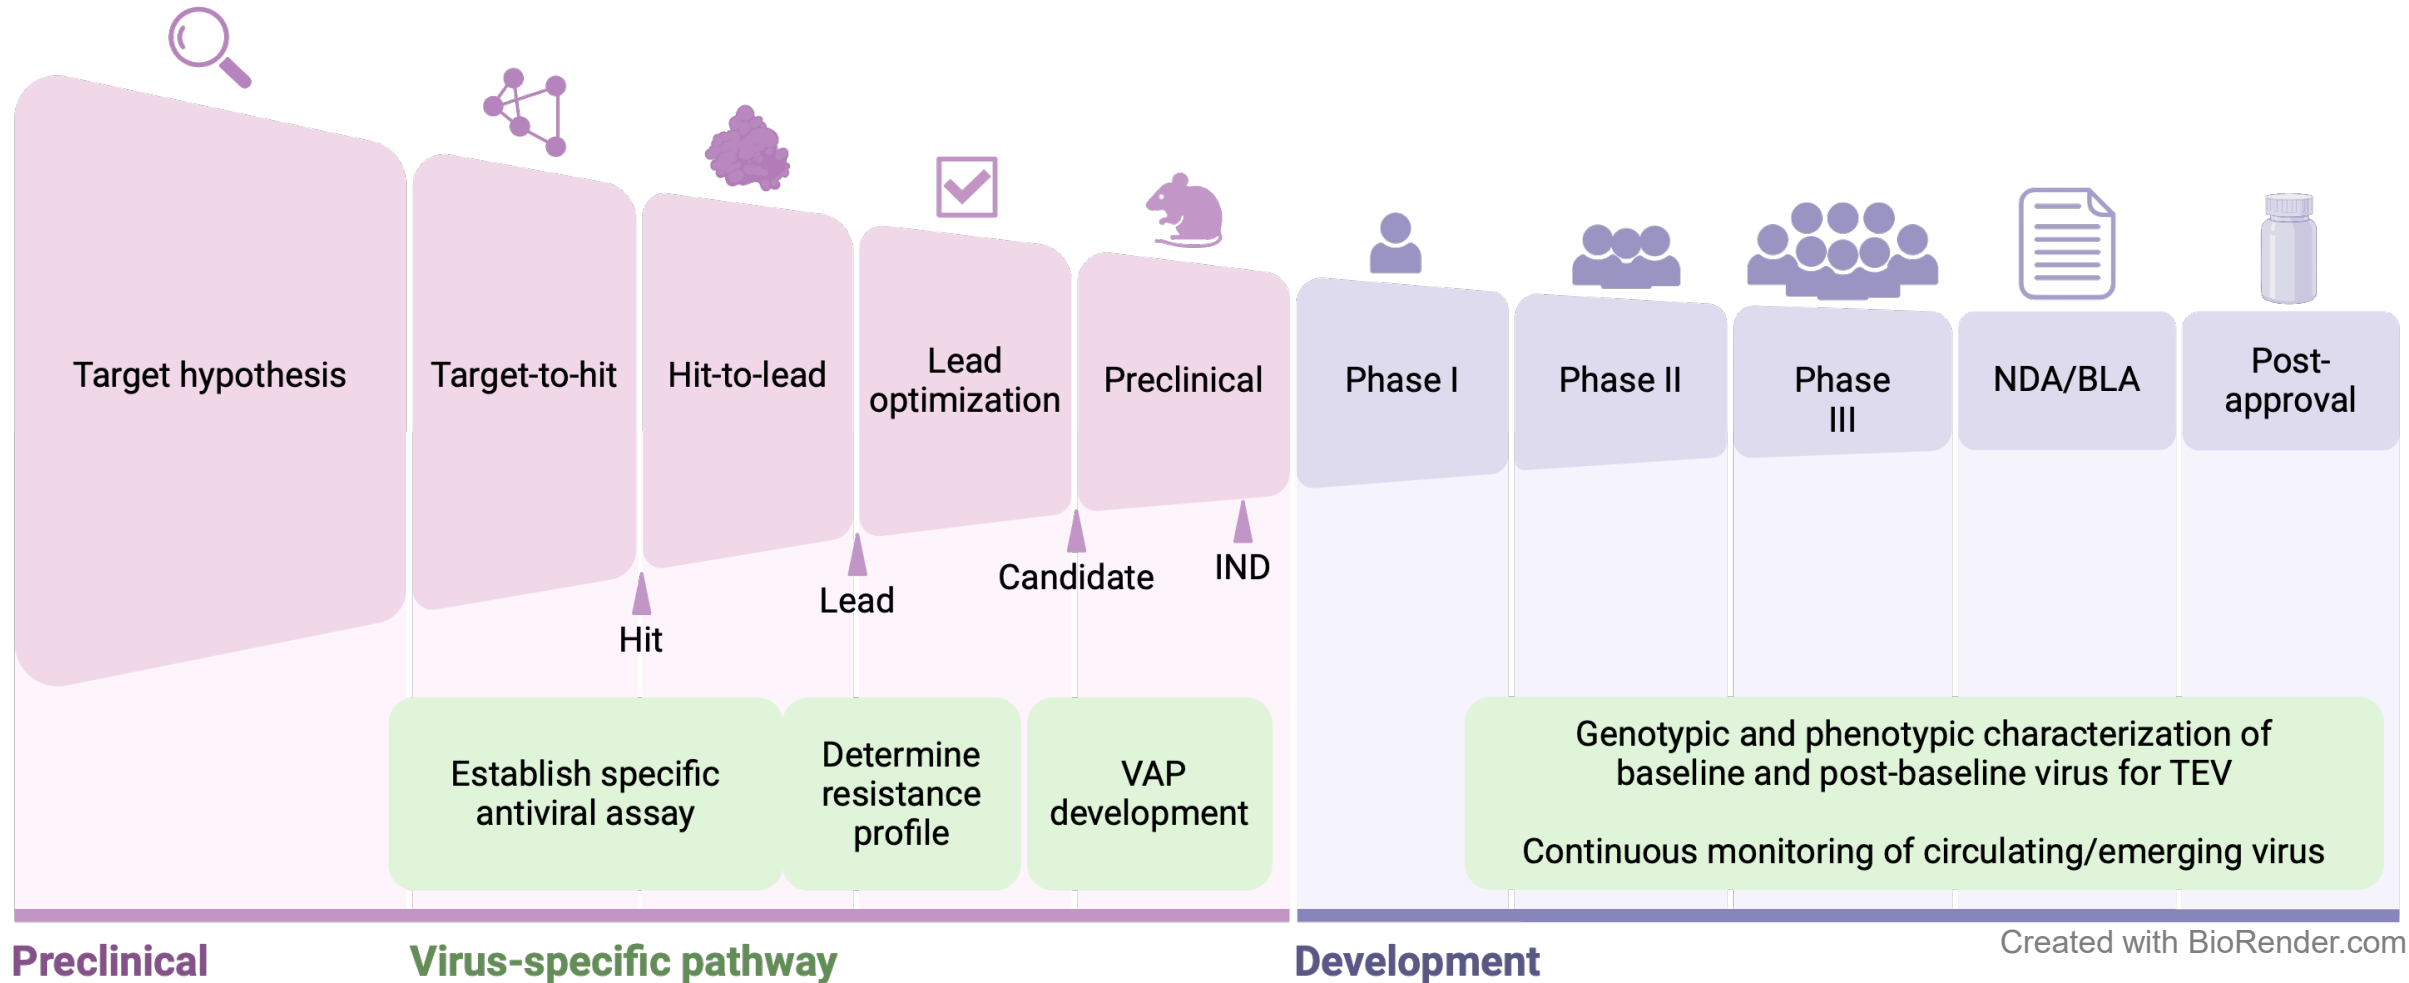 Target hypothesis
Target-to-hit
Hit-to-lead
Lead
optimization
Preclinical
Phase I
Phase II
Phase
III
NDA/BLA
Post-
approval
Hit
Lead
Candidate
IND
Establish specific
antiviral assay
Determine
resistance
profile
VAP
development
Genotypic and phenotypic characterization of
baseline and post-baseline virus for TEV
Continuous monitoring of circulating/emerging virus
Preclinical
Virus-specific pathway
Development
Created with BioRender.com